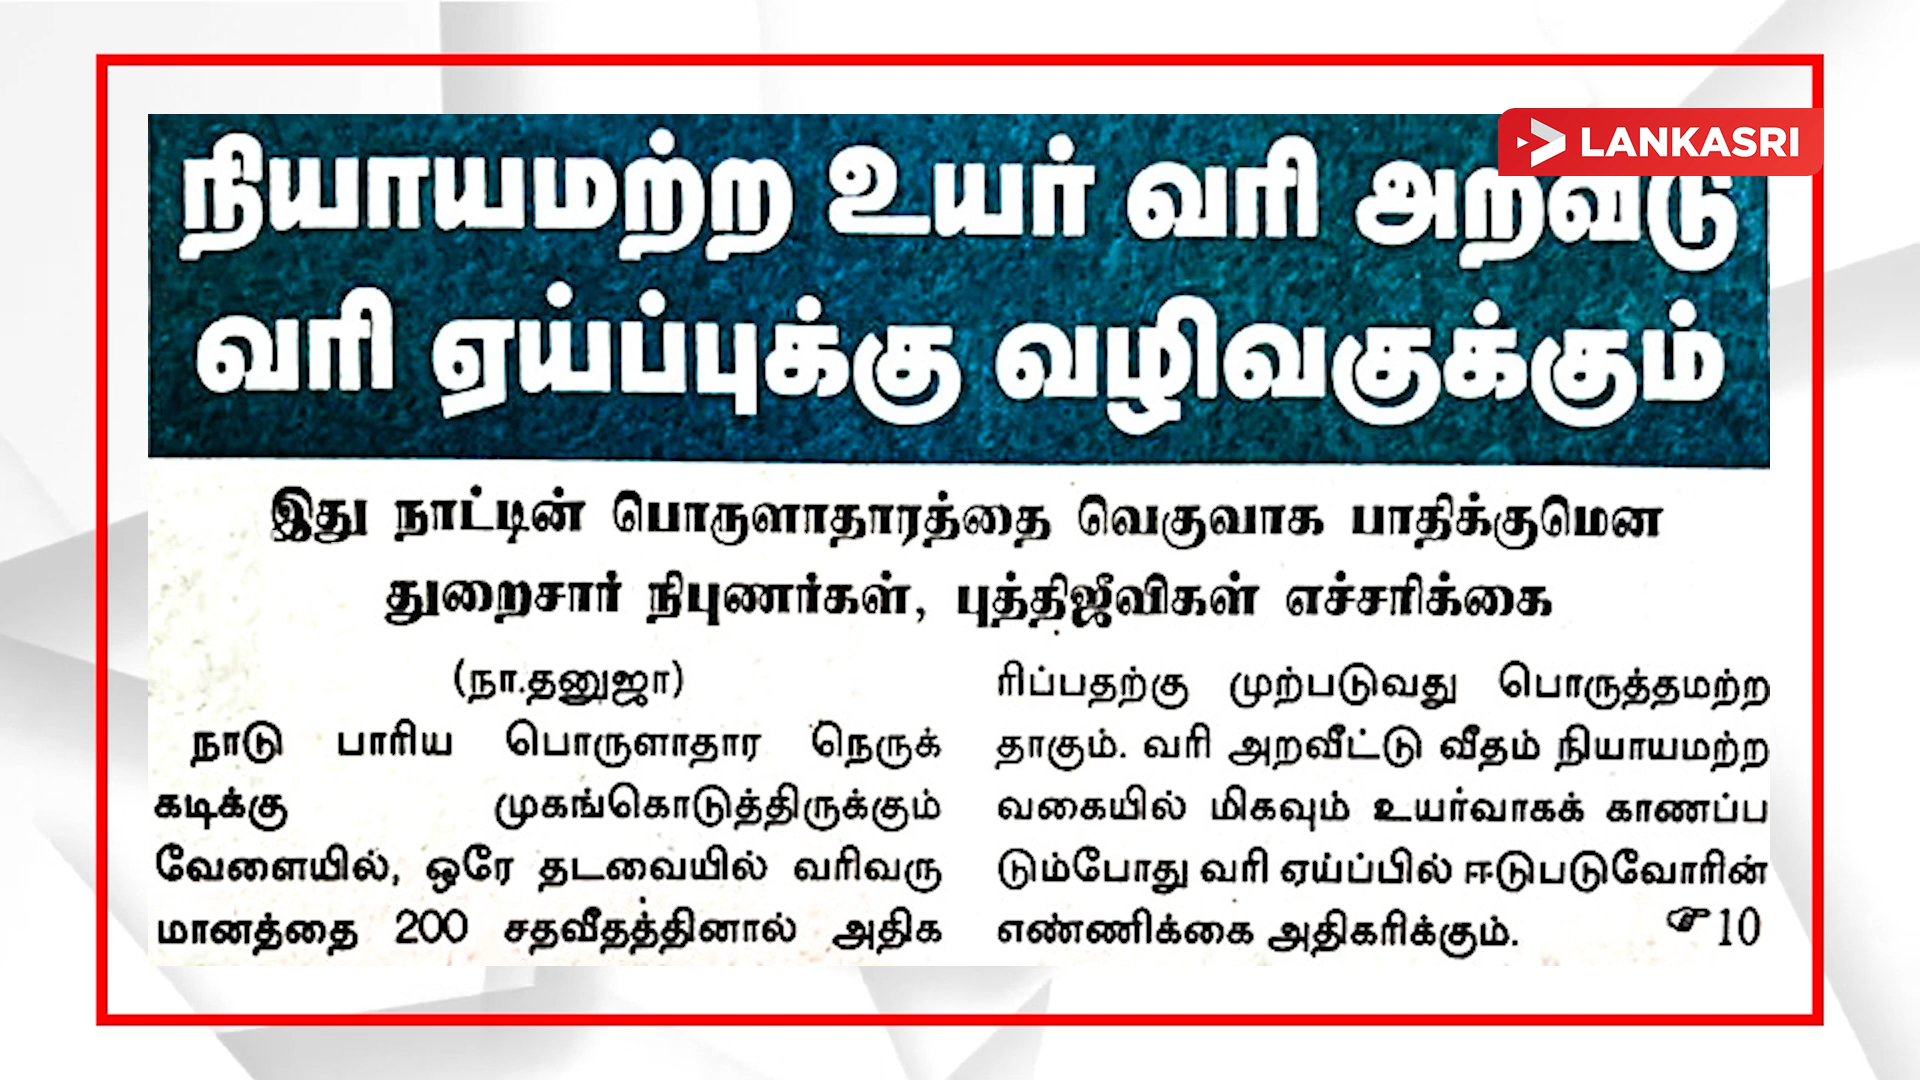 LANKASRI
நியாயமற்ற உயர் வரி அறவீடு
வரி ஏய்ப்புக்கு வழிவகுக்கும்
இது நாட்டின் பொருளாதாரத்தை வெகுவாக பாதிக்குமென
துறைசார் நிபுணர்கள், புத்திஜீவிகள் எச்சரிக்கை
(நா.தனுஜா)
நாடு பாரிய பொருளாதார நெருக்
கடிக்கு முகங்கொடுத்திருக்கும்
வேளையில், ஒரே தடவையில் வரிவரு
மானத்தை 200 சதவீதத்தினால் அதிக
ரிப்பதற்கு முற்படுவது பொருத்தமற்ற
தாகும். வரி அறவீட்டு வீதம் நியாயமற்ற
வகையில் மிகவும் உயர்வாகக் காணப்ப
டும்போது வரி ஏய்ப்பில் ஈடுபடுவோரின்
எண்ணிக்கை அதிகரிக்கும். ☞10